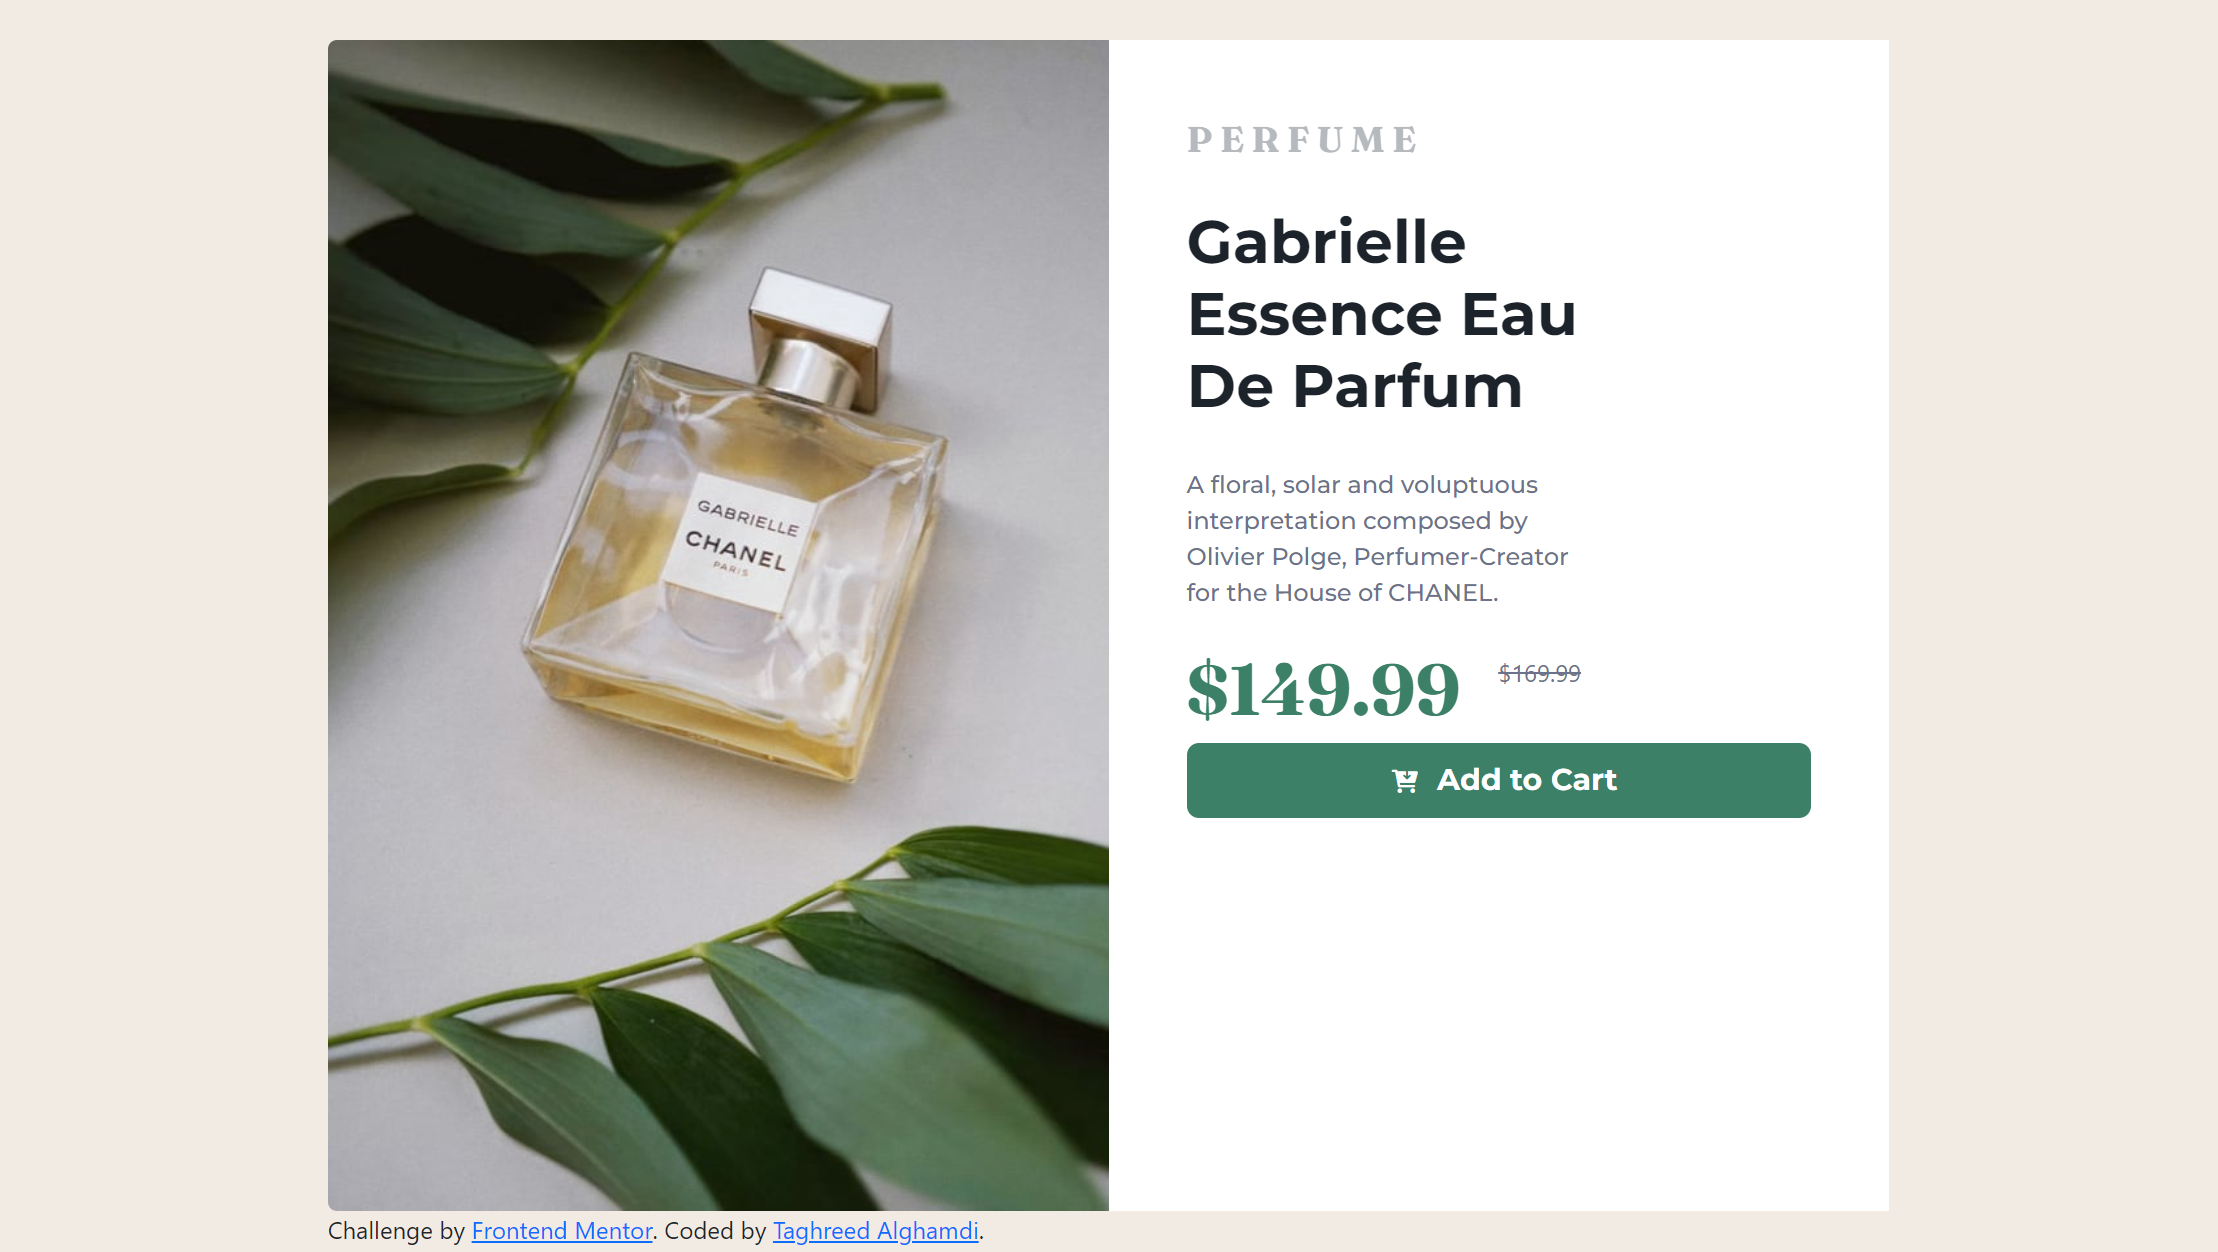 GABRIELLE
CHANEL
PARIS
PERFUME
Gabrielle
Essence Eau
De Parfum
A floral, solar and voluptuous
interpretation composed by
Olivier Polge, Perfumer-Creator
for the House of CHANEL.
$149.99 $169.99
Add to Cart
Challenge by Frontend Mentor. Coded by Taghreed Alghamdi.